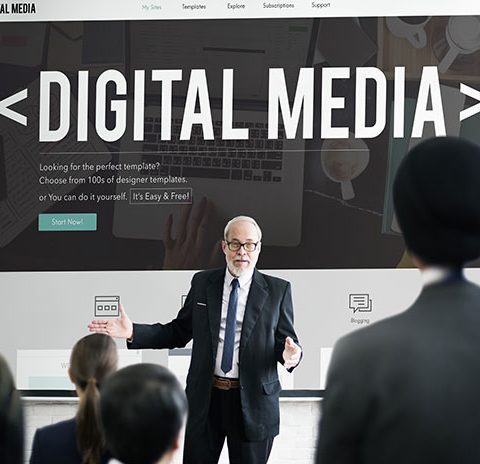 AL MEDIA
My Sites Templates Explore Subscriptions Support
<DIGITAL MEDIA>
Looking for the perfect template?
Choose from 100s of designer templates.
or You can do it yourself. It's Easy & Free!
Start Now!
Blogging